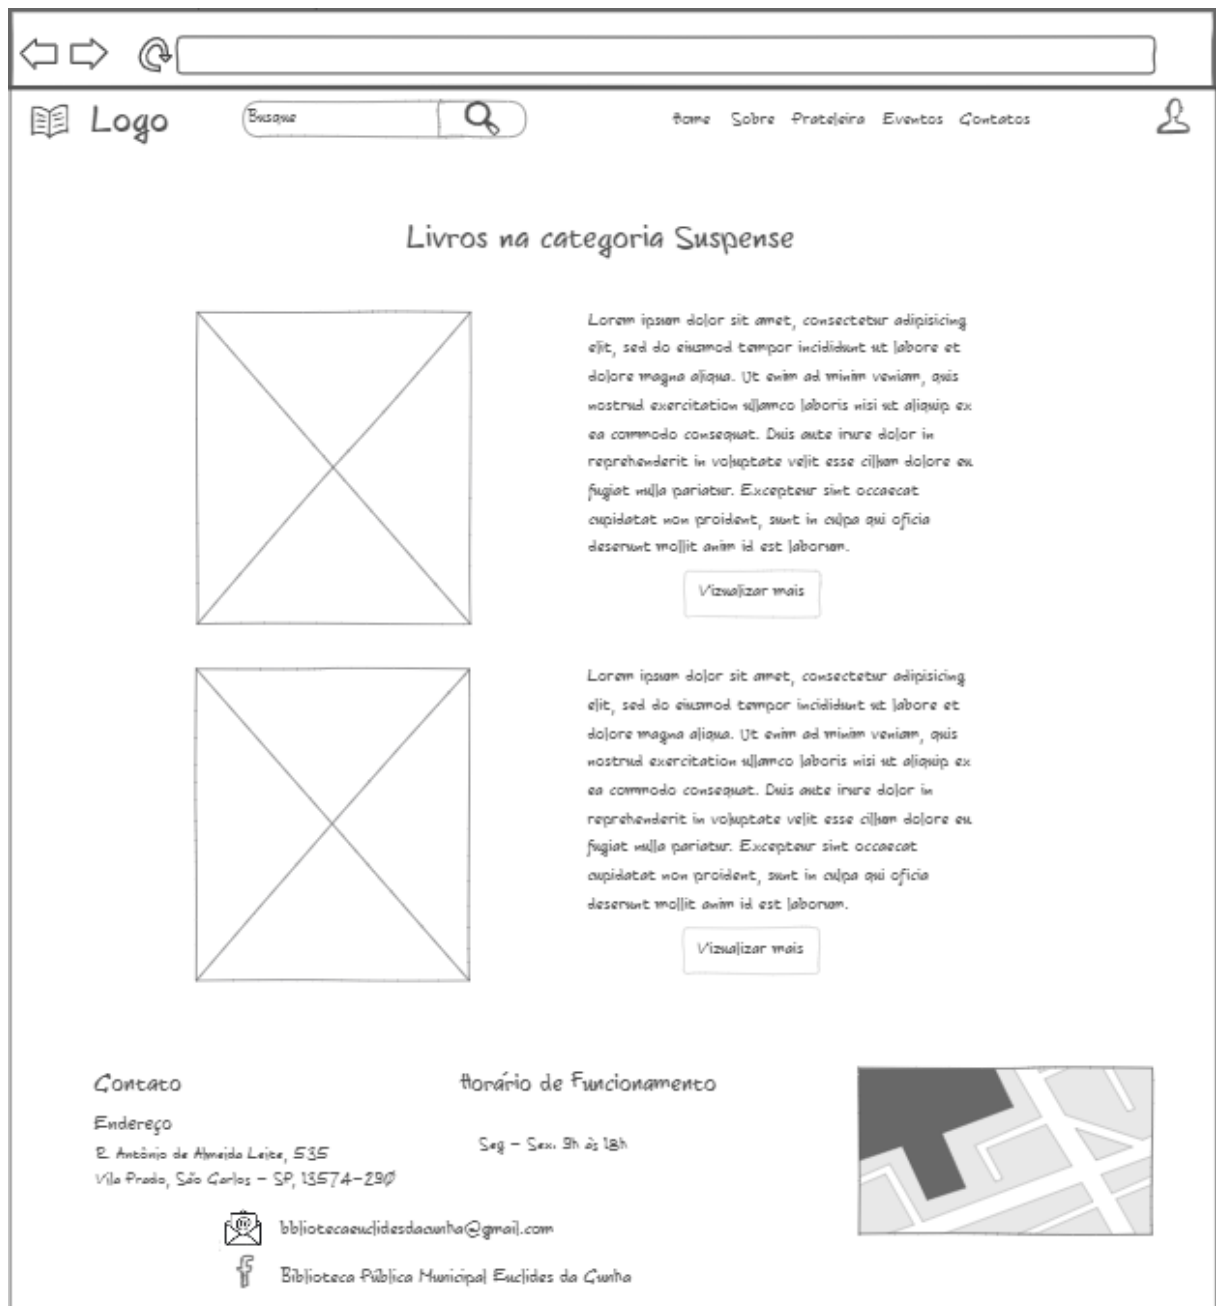 Logo
Busque
Home Sobre Prateleira Eventos Contatos
Livros na categoria Suspense
Lorem ipsum dolor sit amet, consectetur adipisicing
elit, sed do eiusmod tempor incididunt ut labore et
dolore magna aliqua. Ut enim ad minim veniam, quis
nostrud exercitation ullamco laboris nisi ut aliquip ex
ea commodo consequat. Duis aute irure dolor in
reprehenderit in voluptate velit esse cillum dolore eu
fugiat nulla pariatur. Excepteur sint occaecat
cupidatat non proident, sunt in culpa qui oficia
deserunt mollit anim id est laborum.
Vizualizar mais
Lorem ipsum dolor sit amet, consectetur adipisicing
elit, sed do eiusmod tempor incididunt ut labore et
dolore magna aliqua. Ut enim ad minim veniam, quis
nostrud exercitation ullamco laboris nisi ut aliquip ex
ea commodo consequat. Duis aute irure dolor in
reprehenderit in voluptate velit esse cillum dolore eu
fugiat nulla pariatur. Excepteur sint occaecat
cupidatat non proident, sunt in culpa qui oficia
deserunt mollit anim id est laborum.
Vizualizar mais
Contato
Endereço
R. Antônio de Almeida Leite, 535
Vila Prado, São Carlos - SP, 13574-290
Horário de Funcionamento
Seg - Sex. 9h às 18h
bbliotecaeuclidesdacunha@gmail.com
Biblioteca Pública Municipal Euclides da Cunha